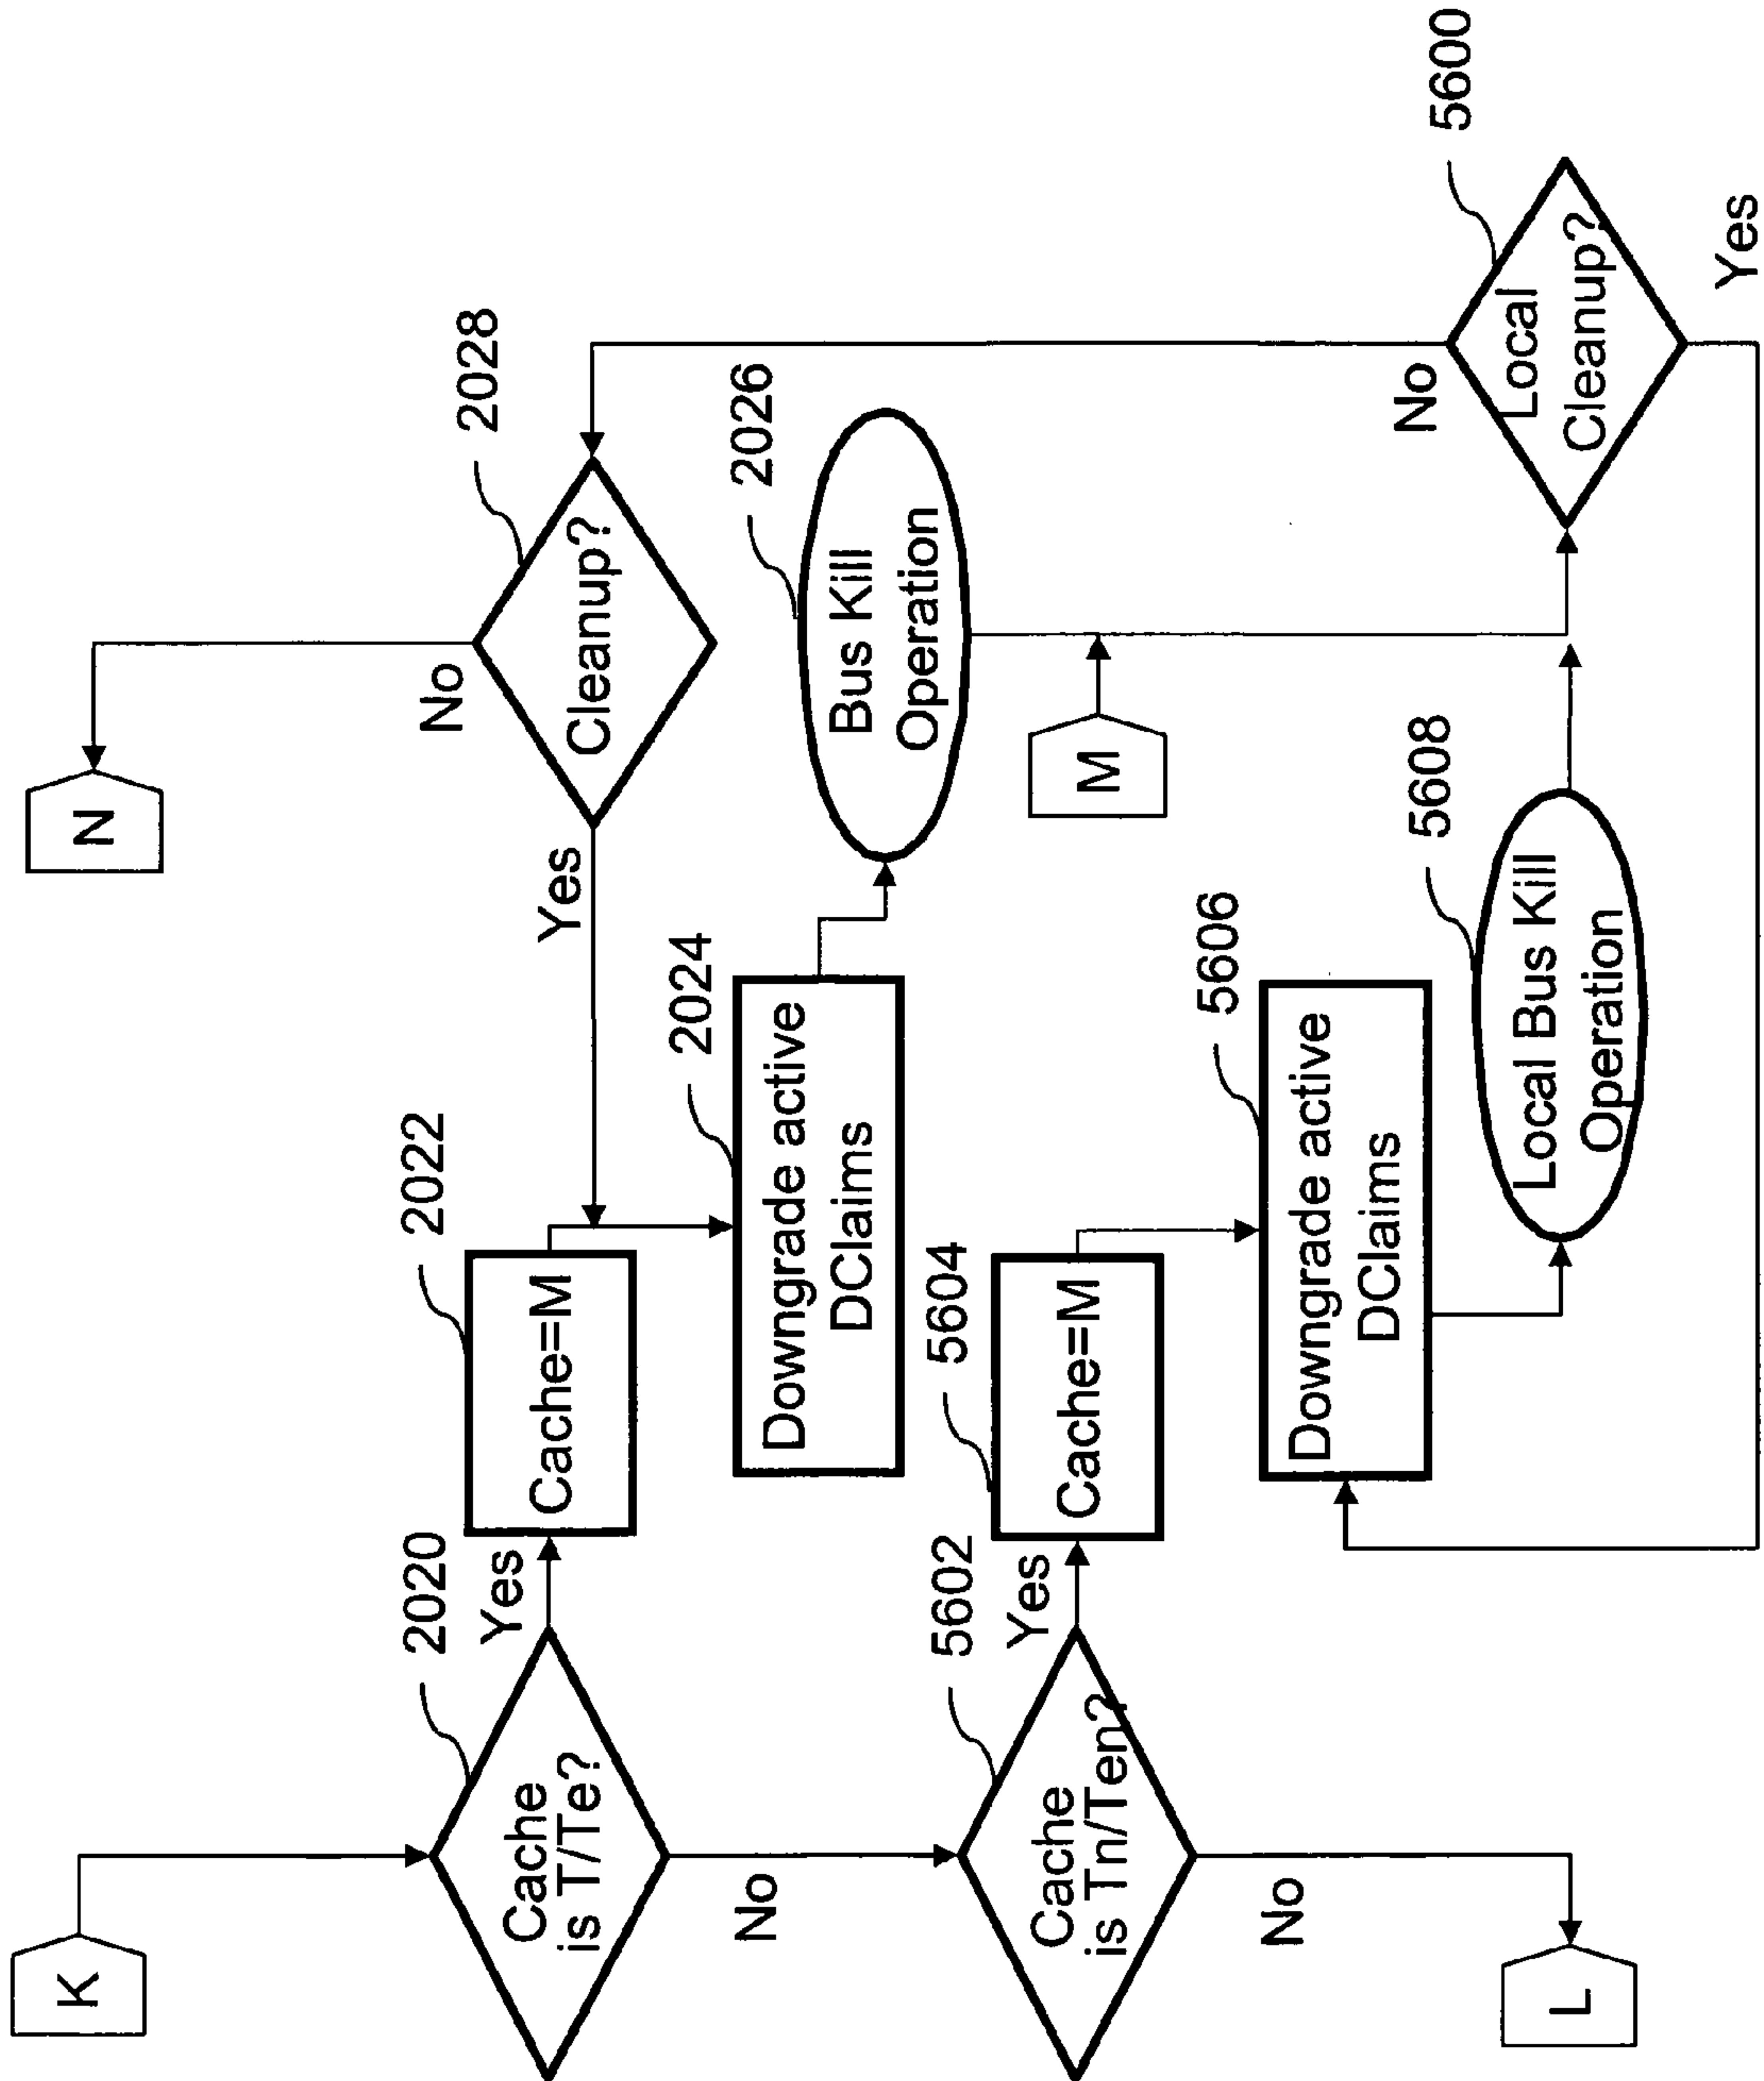 K
2020
Cache
is T/Te?
Yes
No
2022
Cache=M
2024
Downgrade active
DClaims
2026
Bus Kill
Operation
2028
Cleanup?
Yes
No
N
5602
Cache
is Tn/Ten?
Yes
No
L
5604
Cache=M
5606
Downgrade active
DClaims
5608
Local Bus Kill
Operation
M
5600
Local
Cleanup?
No
Yes